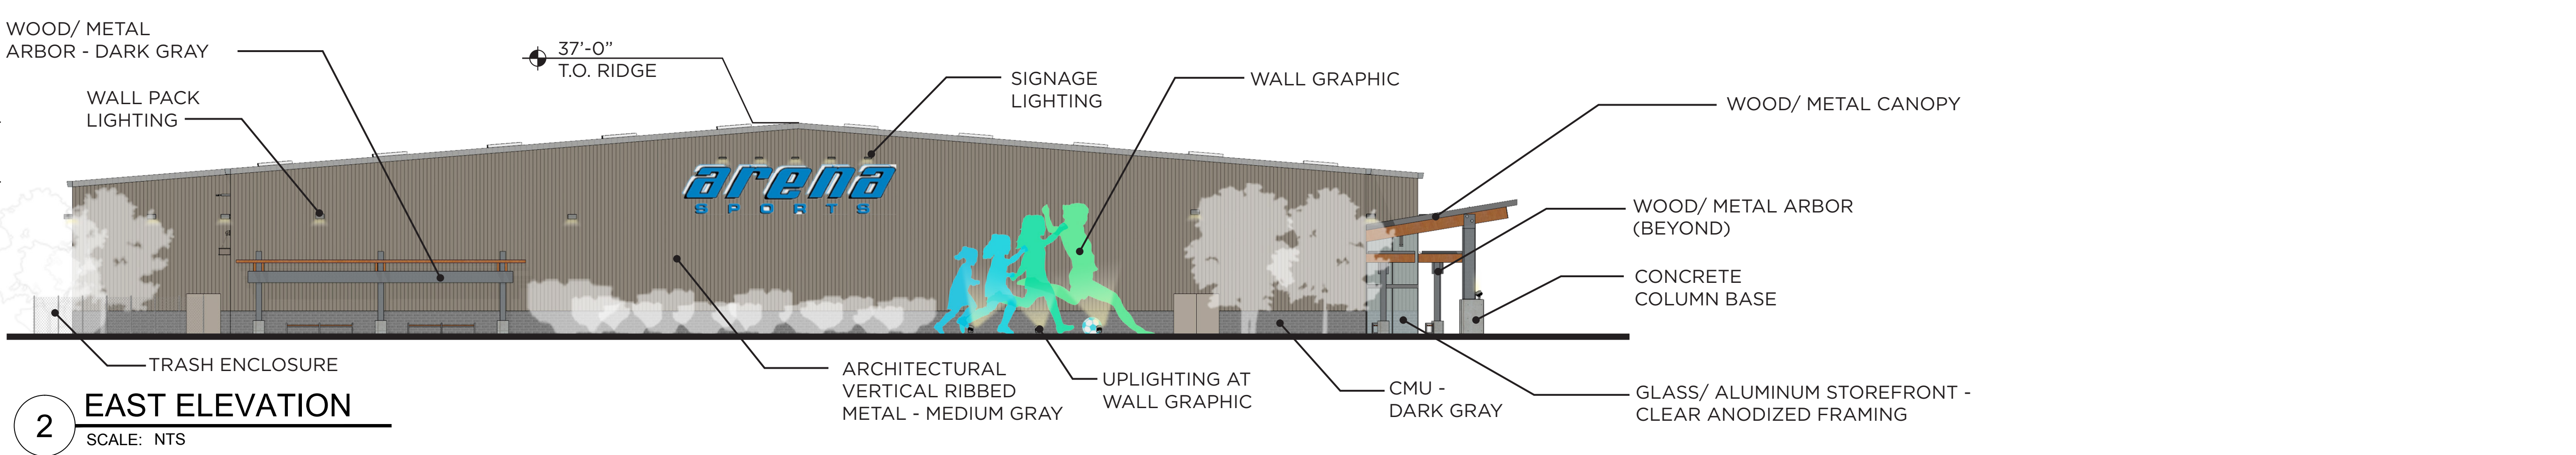 WOOD/ METAL
ARBOR - DARK GRAY
WALL PACK
LIGHTING
37'-0"
T.O. RIDGE
SIGNAGE
LIGHTING
WALL GRAPHIC
WOOD/ METAL CANOPY
WOOD/ METAL ARBOR
(BEYOND)
CONCRETE
COLUMN BASE
arena
SPORTS
TRASH ENCLOSURE
ARCHITECTURAL
VERTICAL RIBBED
METAL - MEDIUM GRAY
UPLIGHTING AT
WALL GRAPHIC
CMU -
DARK GRAY
GLASS/ ALUMINUM STOREFRONT -
CLEAR ANODIZED FRAMING
2
EAST ELEVATION
SCALE: NTS